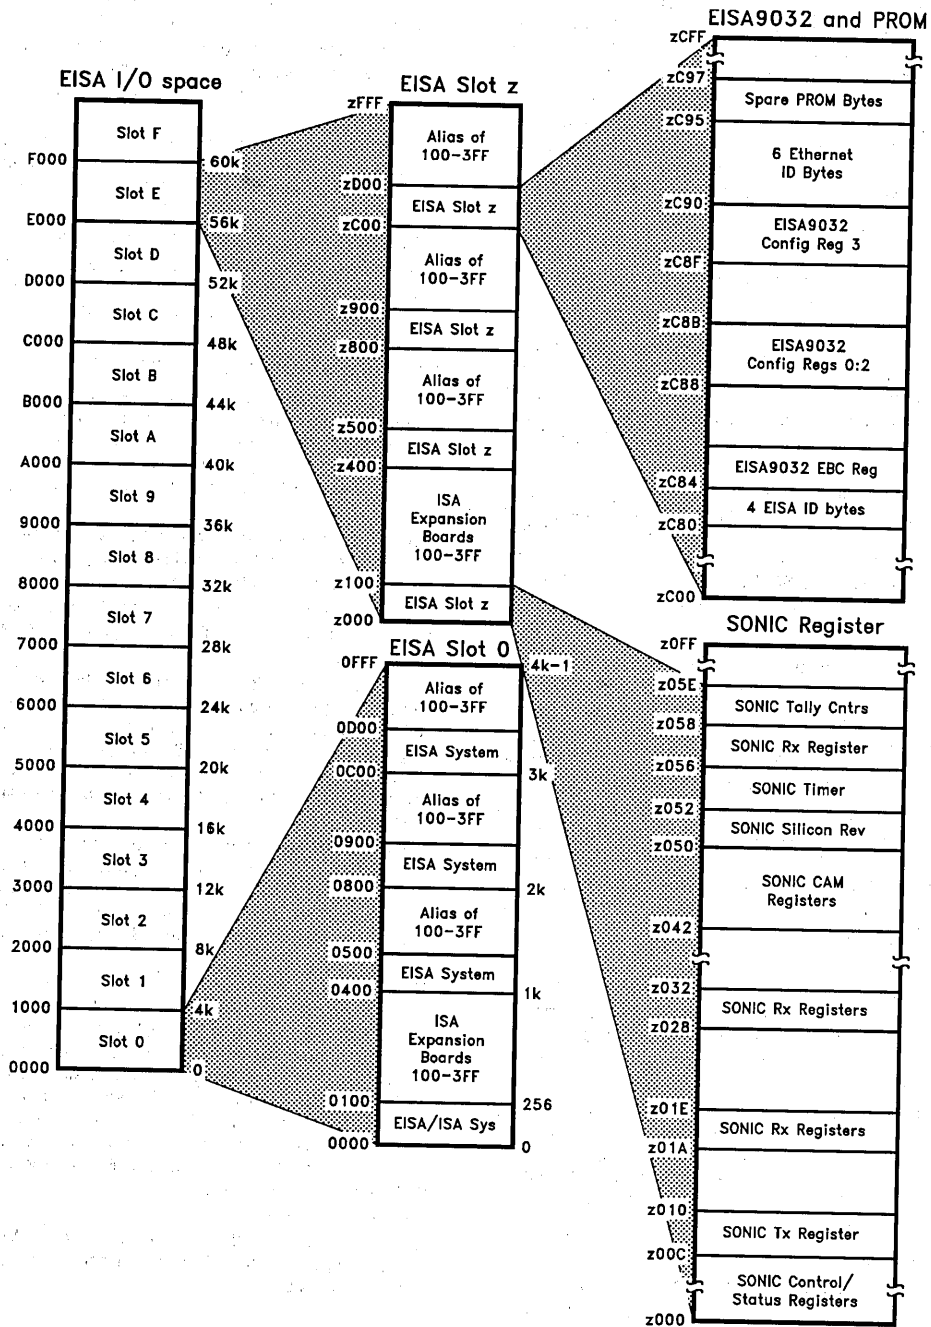 EISA I/O space
Slot F
F000
60k
Slot E
E000
56k
Slot D
D000
52k
Slot C
C000
48k
Slot B
B000
44k
Slot A
A000
40k
Slot 9
9000
36k
Slot 8
8000
32k
Slot 7
7000
28k
Slot 6
6000
24k
Slot 5
5000
20k
Slot 4
4000
16k
Slot 3
3000
12k
Slot 2
2000
8k
Slot 1
1000
4k
Slot 0
0000
0
EISA Slot z
zFFF
Alias of
100-3FF
zD00
EISA Slot z
zC00
Alias of
100-3FF
z900
EISA Slot z
z800
Alias of
100-3FF
z500
EISA Slot z
z400
ISA
Expansion
Boards
100-3FF
z100
EISA Slot z
z000
EISA Slot 0
0FFF
4k-1
Alias of
100-3FF
0D00
EISA System
0C00
3k
Alias of
100-3FF
0900
EISA System
0800
2k
Alias of
100-3FF
0500
EISA System
0400
1k
ISA
Expansion
Boards
100-3FF
0100
256
EISA/ISA Sys
0000
0
EISA9032 and PROM
zCFF
zC97
Spare PROM Bytes
zC95
6 Ethernet
ID Bytes
zC90
EISA9032
Config Reg 3
zC8F
zC8B
EISA9032
Config Regs 0:2
zC88
EISA9032 EBC Reg
zC84
4 EISA ID bytes
zC80
zC00
SONIC Register
z0FF
z05E
SONIC Tally Cntrs
z058
SONIC Rx Register
z056
SONIC Timer
z052
SONIC Silicon Rev
z050
SONIC CAM
Registers
z042
z032
SONIC Rx Registers
z028
z01E
SONIC Rx Registers
z01A
z010
SONIC Tx Register
z00C
SONIC Control/
Status Registers
z000